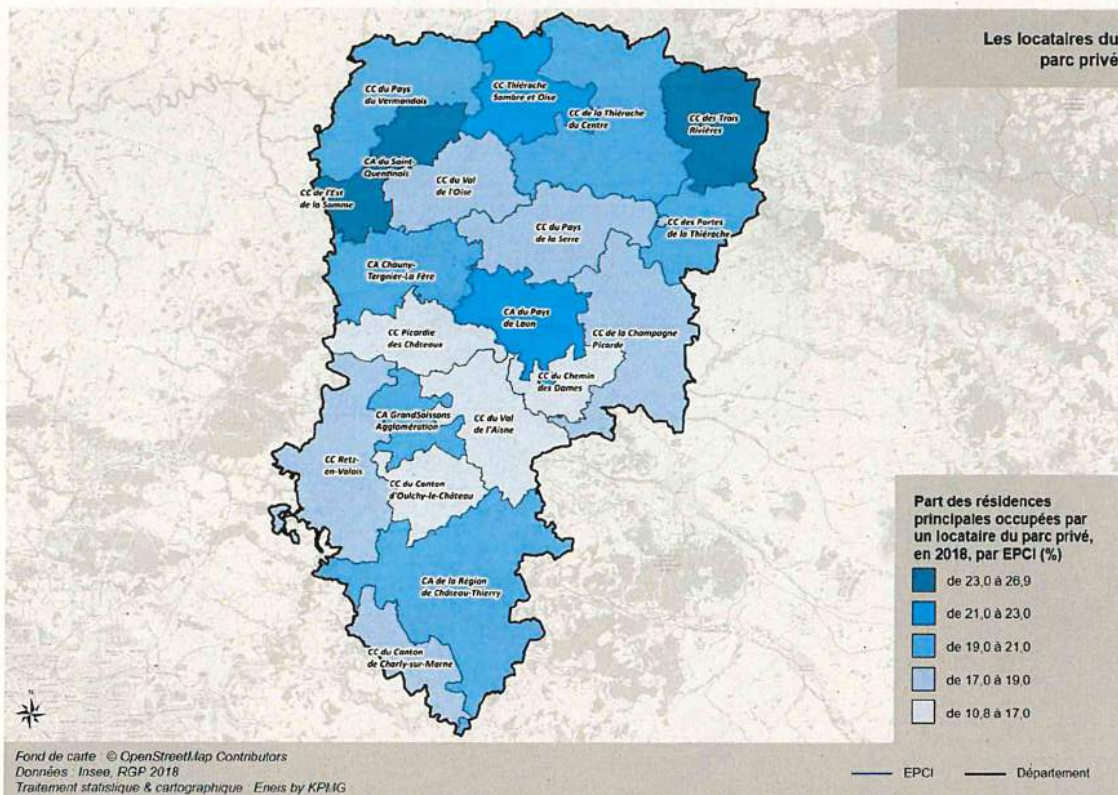 Les locataires du
parc privé
CC du Pays
du Vermandois
CC Thiérache
Sambre et Oise
CC de la Thiérache
du Centre
CC des Trois
Rivières
CA du Saint-
Quentinois
CC de l'Est
de la Somme
CC du Val
de l'Oise
CC du Pays
de la Serre
CC des Portes
de la Thiérache
CA Chauny-
Tergnier-La Fère
CA du Pays
de Laon
CC Picardie
des Châteaux
CC de la Champagne
Picarde
CC du Chemin
des Dames
CA GrandSoissons
Agglomération
CC du Val
de l'Aisne
CC Retz-
en-Valois
CC du Canton
d'Oulchy-le-Château
CA de la Région
de Château-Thierry
CC du Canton
de Charly-sur-Marne
Part des résidences
principales occupées par
un locataire du parc privé,
en 2018, par EPCI (%)
de 23,0 à 26,9
de 21,0 à 23,0
de 19,0 à 21,0
de 17,0 à 19,0
de 10,8 à 17,0
N
Fond de carte : © OpenStreetMap Contributors
Données : Insee, RGP 2018
Traitement statistique & cartographique : Eneis by KPMG
EPCI
Département